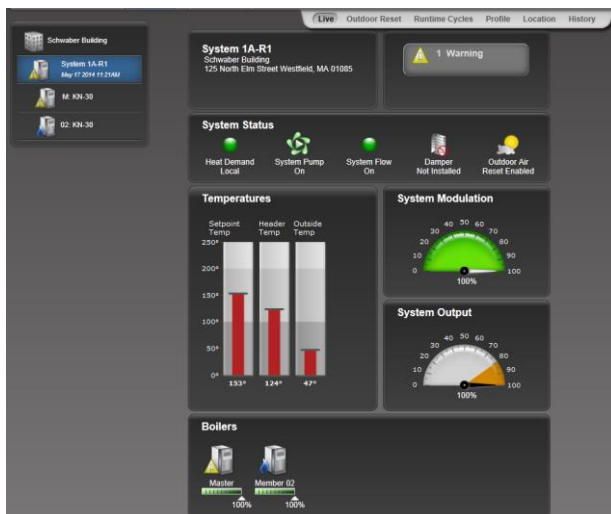 Live Outdoor Reset Runtime Cycles Profile Location History
Schwaber Building
System 1A-R1
May 17 2014 11:21AM
M: KN-30
02: KN-30
System 1A-R1
Schwaber Building
125 North Elm Street Westfield, MA 01085
1 Warning
System Status
Heat Demand
Local
System Pump
On
System Flow
On
Damper
Not Installed
Outdoor Air
Reset Enabled
Temperatures
Setpoint
Temp
Header
Temp
Outside
Temp
250°
200°
150°
100°
50°
0°
153° 124° 47°
System Modulation
0 10 20 30 40 50 60 70 80 90 100
100%
System Output
0 10 20 30 40 50 60 70 80 90 100
100%
Boilers
Master
100%
Member 02
100%